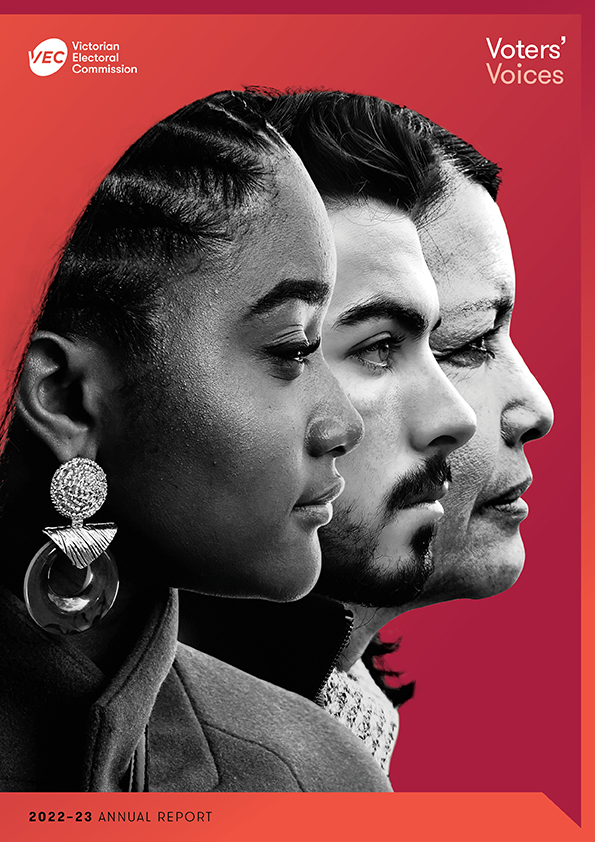 VEC
Victorian
Electoral
Commission
Voters’
Voices
2022–23 ANNUAL REPORT